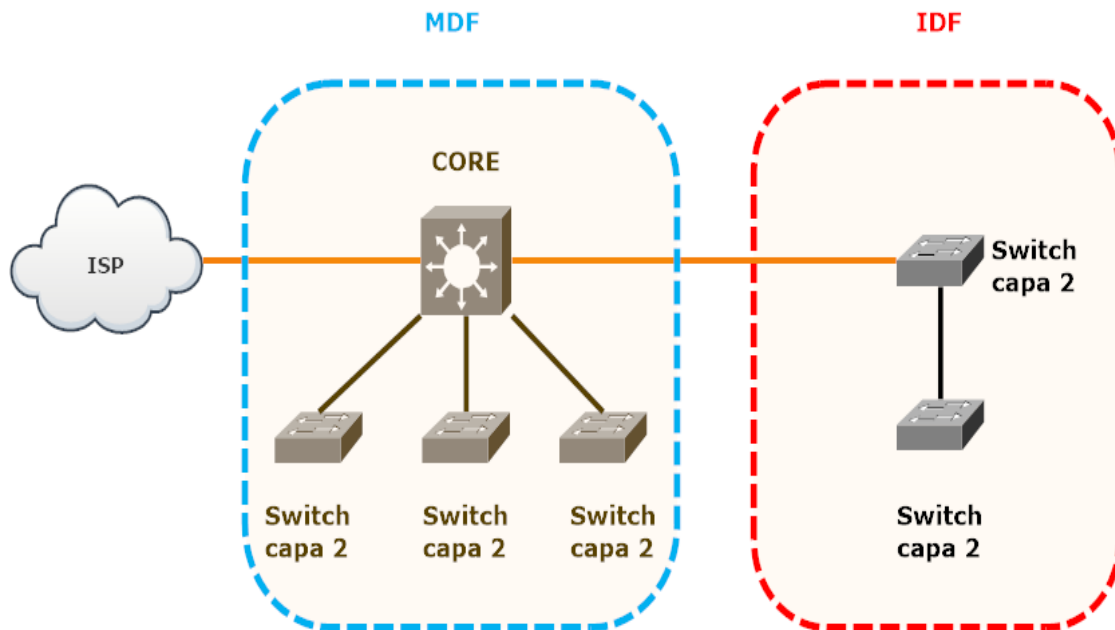 MDF
IDF
CORE
ISP
Switch
capa 2
Switch
capa 2
Switch
capa 2
Switch
capa 2
Switch
capa 2